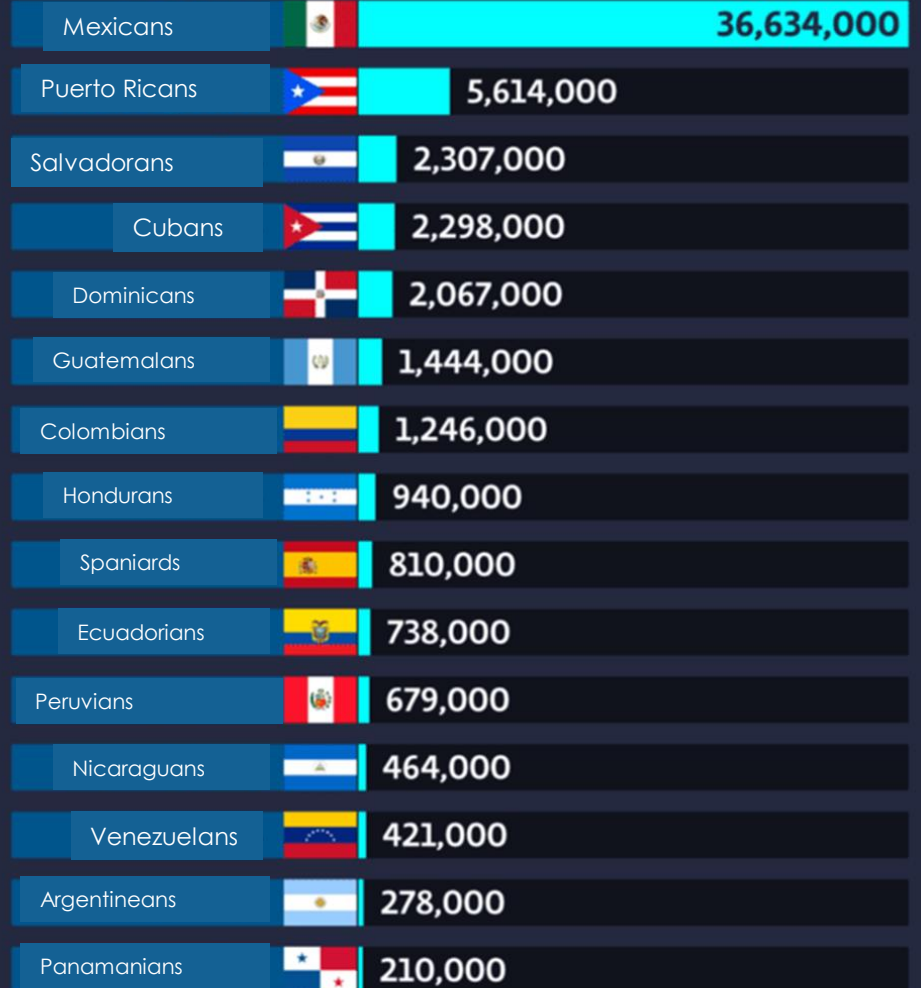 Mexicans 36,634,000
Puerto Ricans 5,614,000
Salvadorans 2,307,000
Cubans 2,298,000
Dominicans 2,067,000
Guatemalans 1,444,000
Colombians 1,246,000
Hondurans 940,000
Spaniards 810,000
Ecuadorians 738,000
Peruvians 679,000
Nicaraguans 464,000
Venezuelans 421,000
Argentineans 278,000
Panamanians 210,000